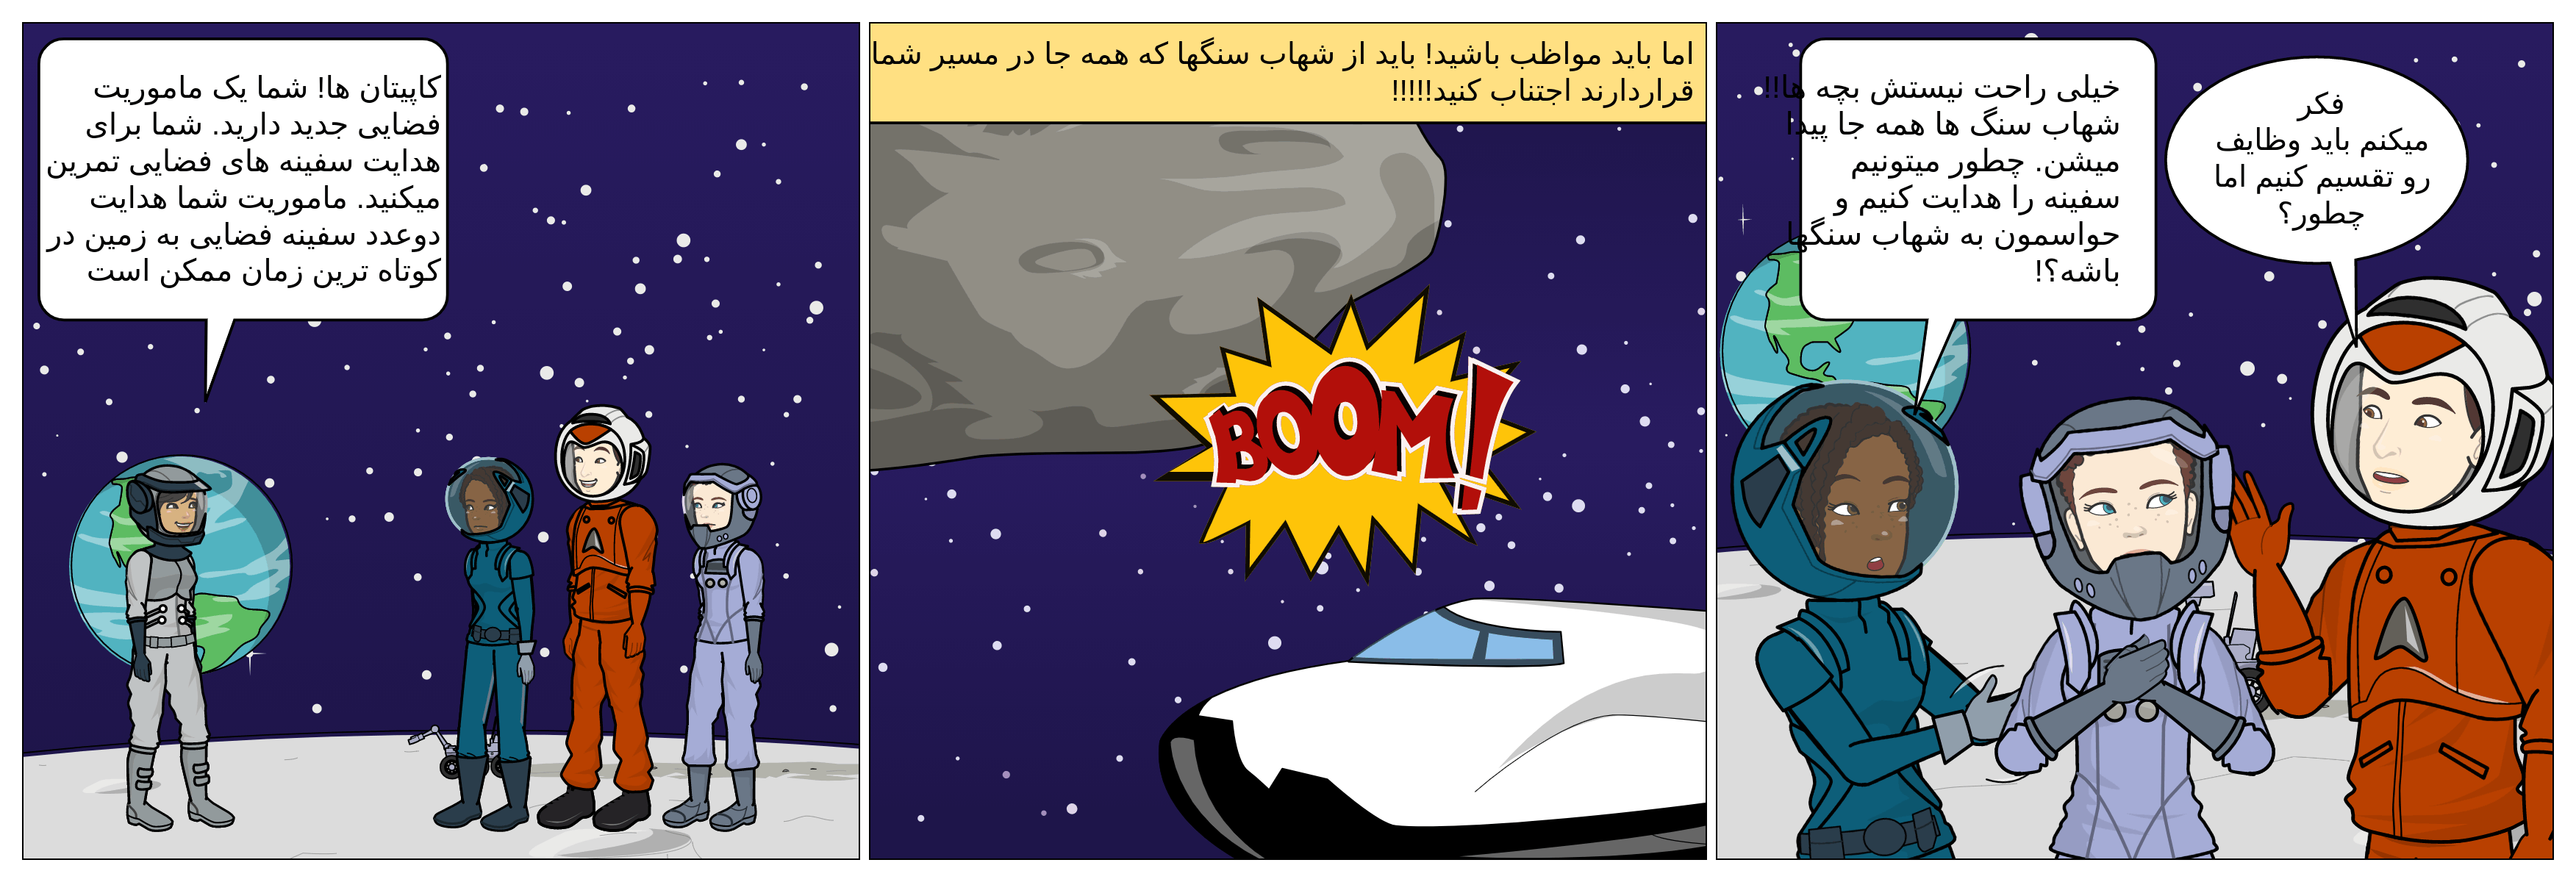 کاپیتان ها! شما یک ماموریت
فضایی جدید دارید. شما برای
هدایت سفینه های فضایی تمرین
میکنید. ماموریت شما هدایت
دوعدد سفینه فضایی به زمین در
کوتاه ترین زمان ممکن است
اما باید مواظب باشید! باید از شهاب سنگها که همه جا در مسیر شما
قراردارند اجتناب کنید!!!!!
BOOM!
خیلی راحت نیستش بچه ها!!
شهاب سنگ ها همه جا پیدا
میشن. چطور میتونیم
سفینه را هدایت کنیم و
حواسمون به شهاب سنگها
باشه؟!
فکر
میکنم باید وظایف
رو تقسیم کنیم اما
چطور؟